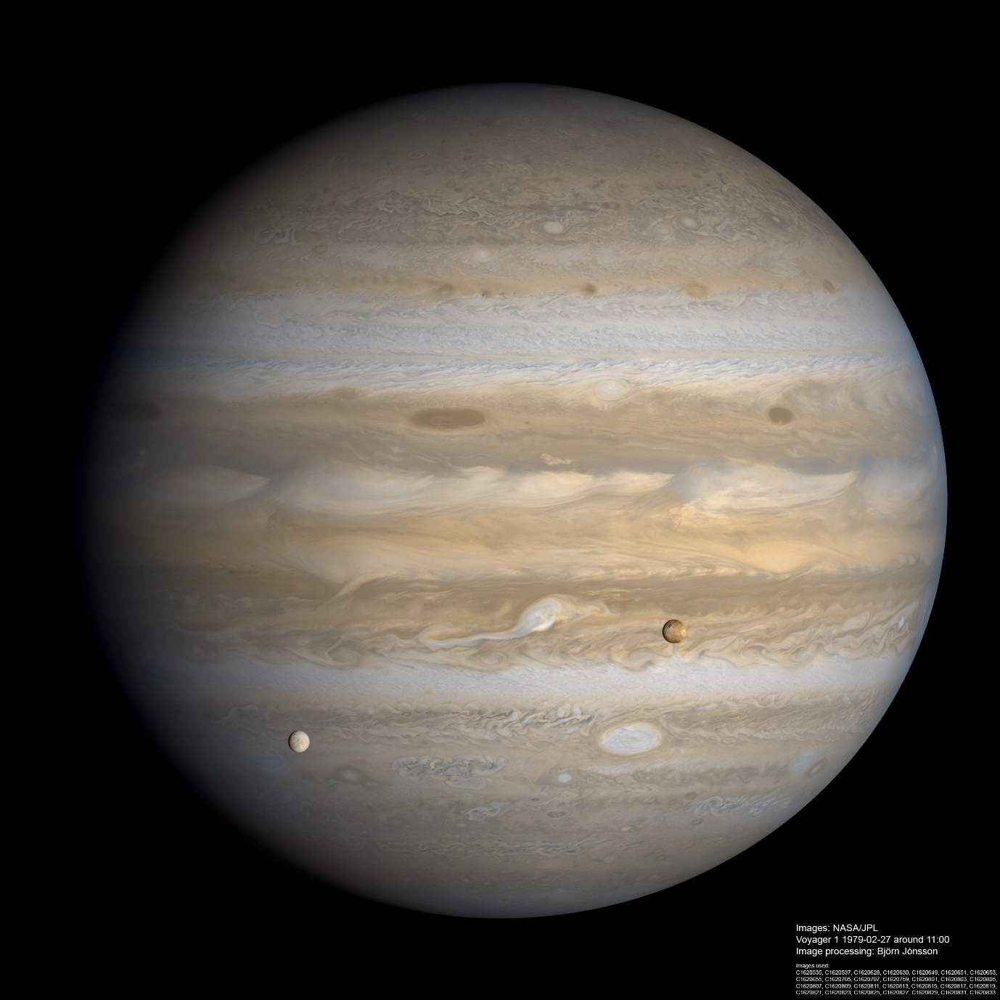 Images: NASA/JPL
Voyager 1 1979-02-27 around 11:00
Image processing: Björn Jónsson
Images used:
C1620535, C1620537, C1620628, C1620630, C1620649, C1620651, C1620653,
C1620655, C1620705, C1620707, C1620759, C1620801, C1620803, C1620805,
C1620807, C1620809, C1620811, C1620813, C1620815, C1620817, C1620819,
C1620821, C1620823, C1620825, C1620827, C1620829, C1620831, C1620833